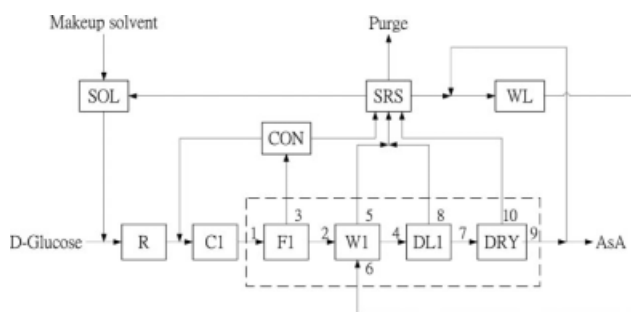 Makeup solvent
Purge
SOL
SRS
WL
CON
3
5
8
10
D-Glucose
R
C1
1
F1
2
W1
4
DL1
7
DRY
9
AsA
6